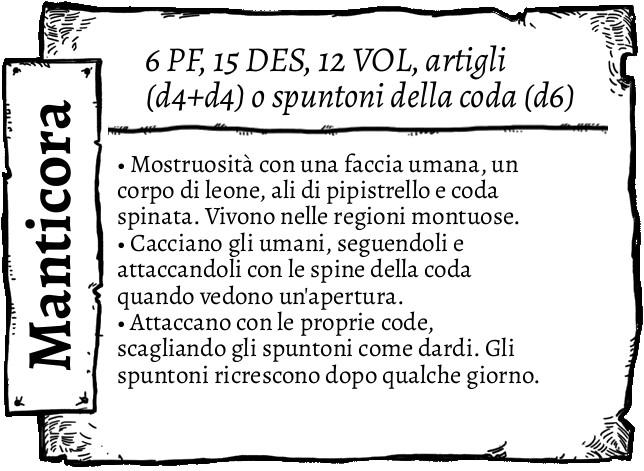 Manticora
6 PF, 15 DES, 12 VOL, artigli
(d4+d4) o spuntoni della coda (d6)
• Mostruosità con una faccia umana, un
corpo di leone, ali di pipistrello e coda
spinata. Vivono nelle regioni montuose.
• Cacciano gli umani, seguendoli e
attaccandoli con le spine della coda
quando vedono un'apertura.
• Attaccano con le proprie code,
scagliando gli spuntoni come dardi. Gli
spuntoni ricrescono dopo qualche giorno.